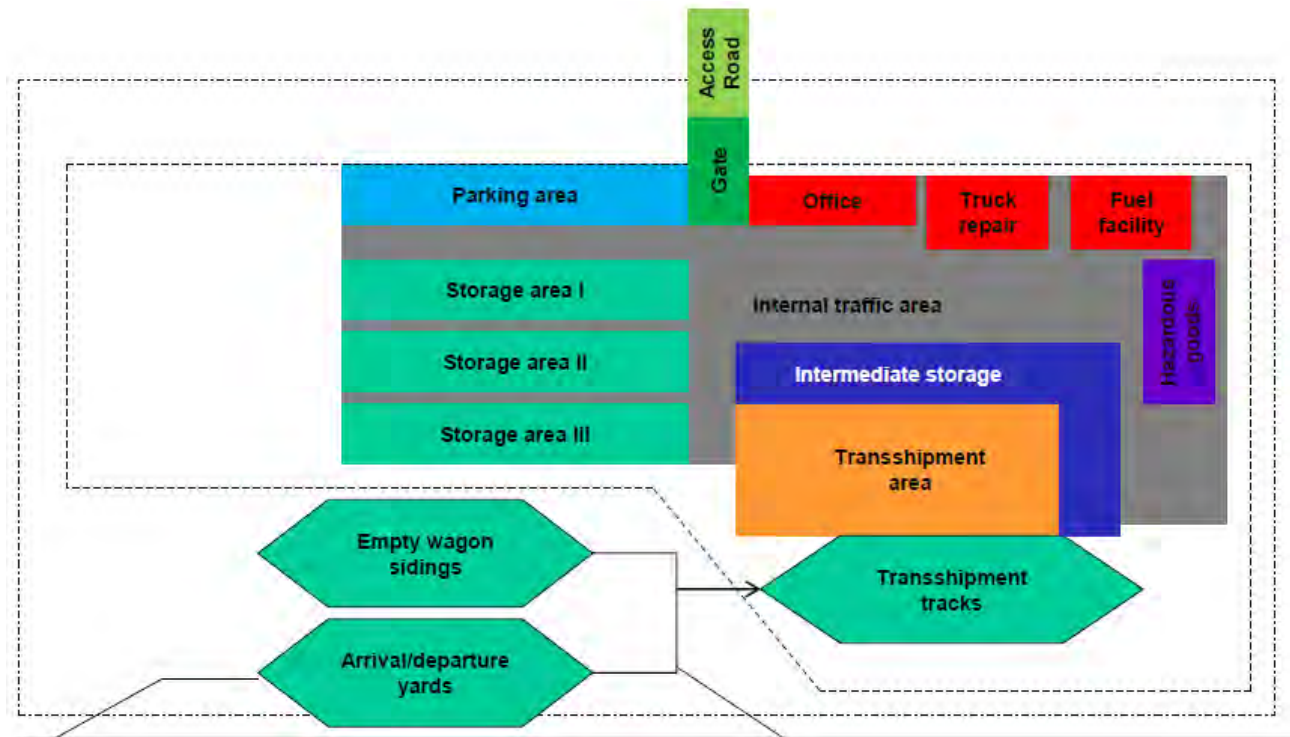 Access
Road
Gate
Parking area
Office
Truck
repair
Fuel
facility
Storage area I
Internal traffic area
Hazardous
goods
Storage area II
Intermediate storage
Storage area III
Transshipment
area
Empty wagon
sidings
Transshipment
tracks
Arrival/departure
yards